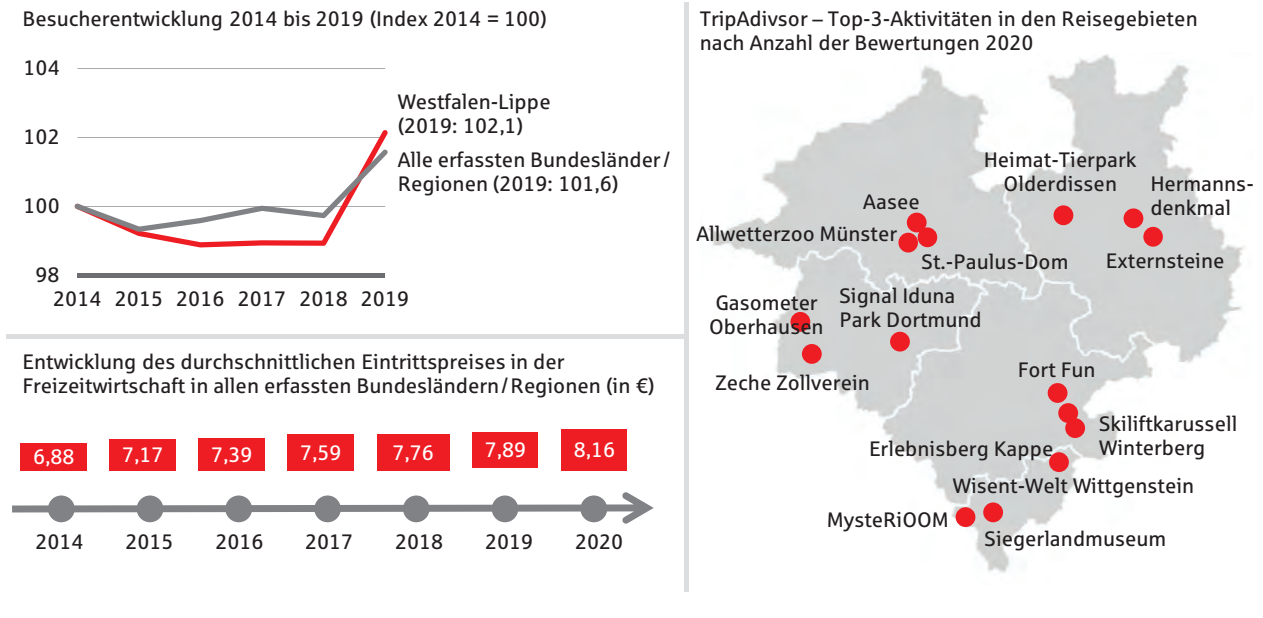 Besucherentwicklung 2014 bis 2019 (Index 2014 = 100)
104
102
100
98
2014 2015 2016 2017 2018 2019
Westfalen-Lippe
(2019: 102,1)
Alle erfassten Bundesländer/
Regionen (2019: 101,6)
Entwicklung des durchschnittlichen Eintrittspreises in der
Freizeitwirtschaft in allen erfassten Bundesländern/Regionen (in €)
6,88 7,17 7,39 7,59 7,76 7,89 8,16
2014 2015 2016 2017 2018 2019 2020
TripAdivsor – Top-3-Aktivitäten in den Reisegebieten
nach Anzahl der Bewertungen 2020
Heimat-Tierpark
Olderdissen
Hermanns-
denkmal
Aasee
Allwetterzoo Münster
St.-Paulus-Dom
Externsteine
Gasometer
Oberhausen
Signal Iduna
Park Dortmund
Zeche Zollverein
Fort Fun
Skiliftkarussell
Winterberg
Erlebnisberg Kappe
Wisent-Welt Wittgenstein
MysteRiOOM
Siegerlandmuseum